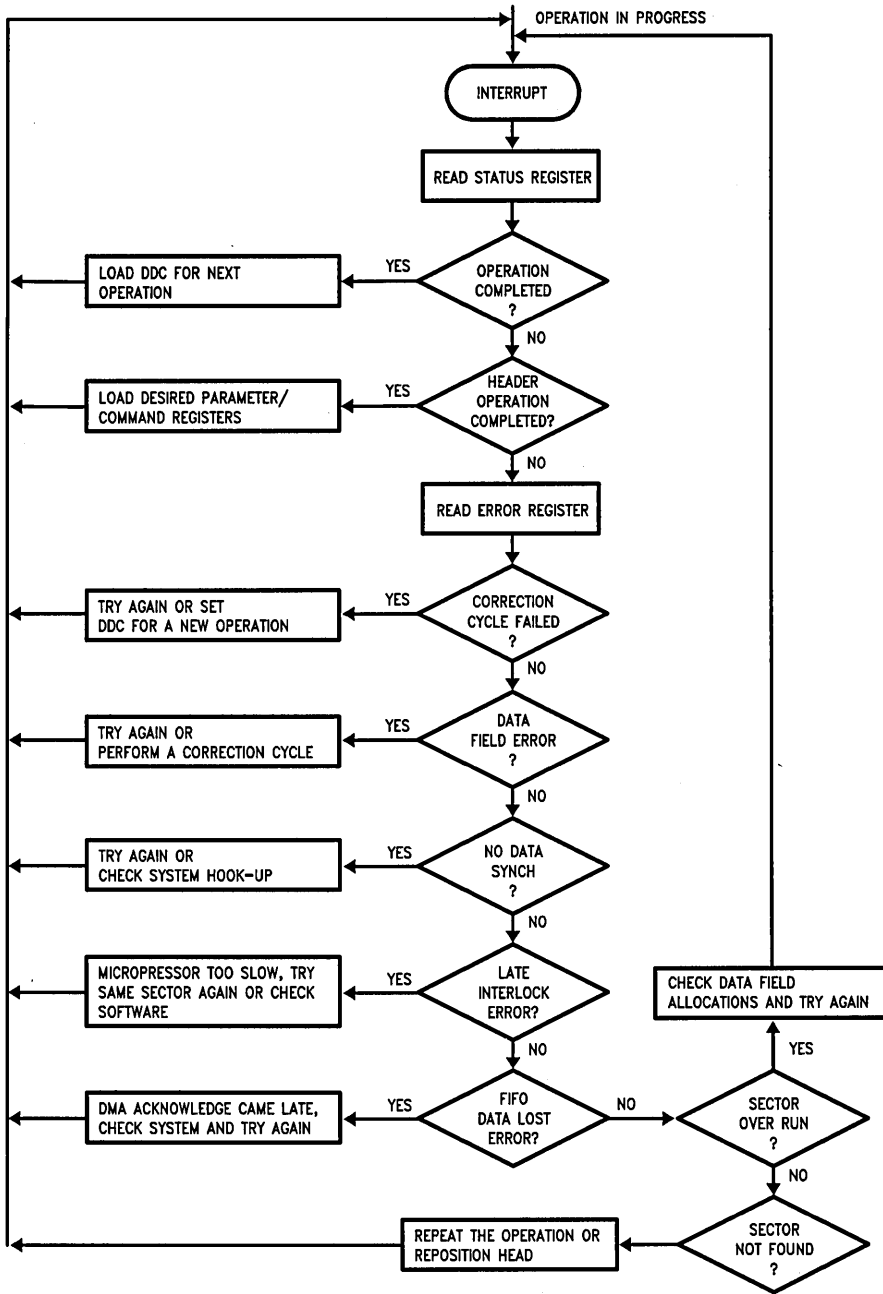 OPERATION IN PROGRESS
INTERRUPT
READ STATUS REGISTER
LOAD DDC FOR NEXT
OPERATION
YES
OPERATION
COMPLETED
?
NO
LOAD DESIRED PARAMETER/
COMMAND REGISTERS
YES
HEADER
OPERATION
COMPLETED?
NO
READ ERROR REGISTER
TRY AGAIN OR SET
DDC FOR A NEW OPERATION
YES
CORRECTION
CYCLE FAILED
?
NO
TRY AGAIN OR
PERFORM A CORRECTION CYCLE
YES
DATA
FIELD ERROR
?
NO
TRY AGAIN OR
CHECK SYSTEM HOOK-UP
YES
NO DATA
SYNCH
?
NO
MICROPRESSOR TOO SLOW, TRY
SAME SECTOR AGAIN OR CHECK
SOFTWARE
YES
LATE
INTERLOCK
ERROR?
NO
CHECK DATA FIELD
ALLOCATIONS AND TRY AGAIN
YES
DMA ACKNOWLEDGE CAME LATE,
CHECK SYSTEM AND TRY AGAIN
YES
FIFO
DATA LOST
ERROR?
NO
SECTOR
OVER RUN
?
NO
REPEAT THE OPERATION OR
REPOSITION HEAD
SECTOR
NOT FOUND
?